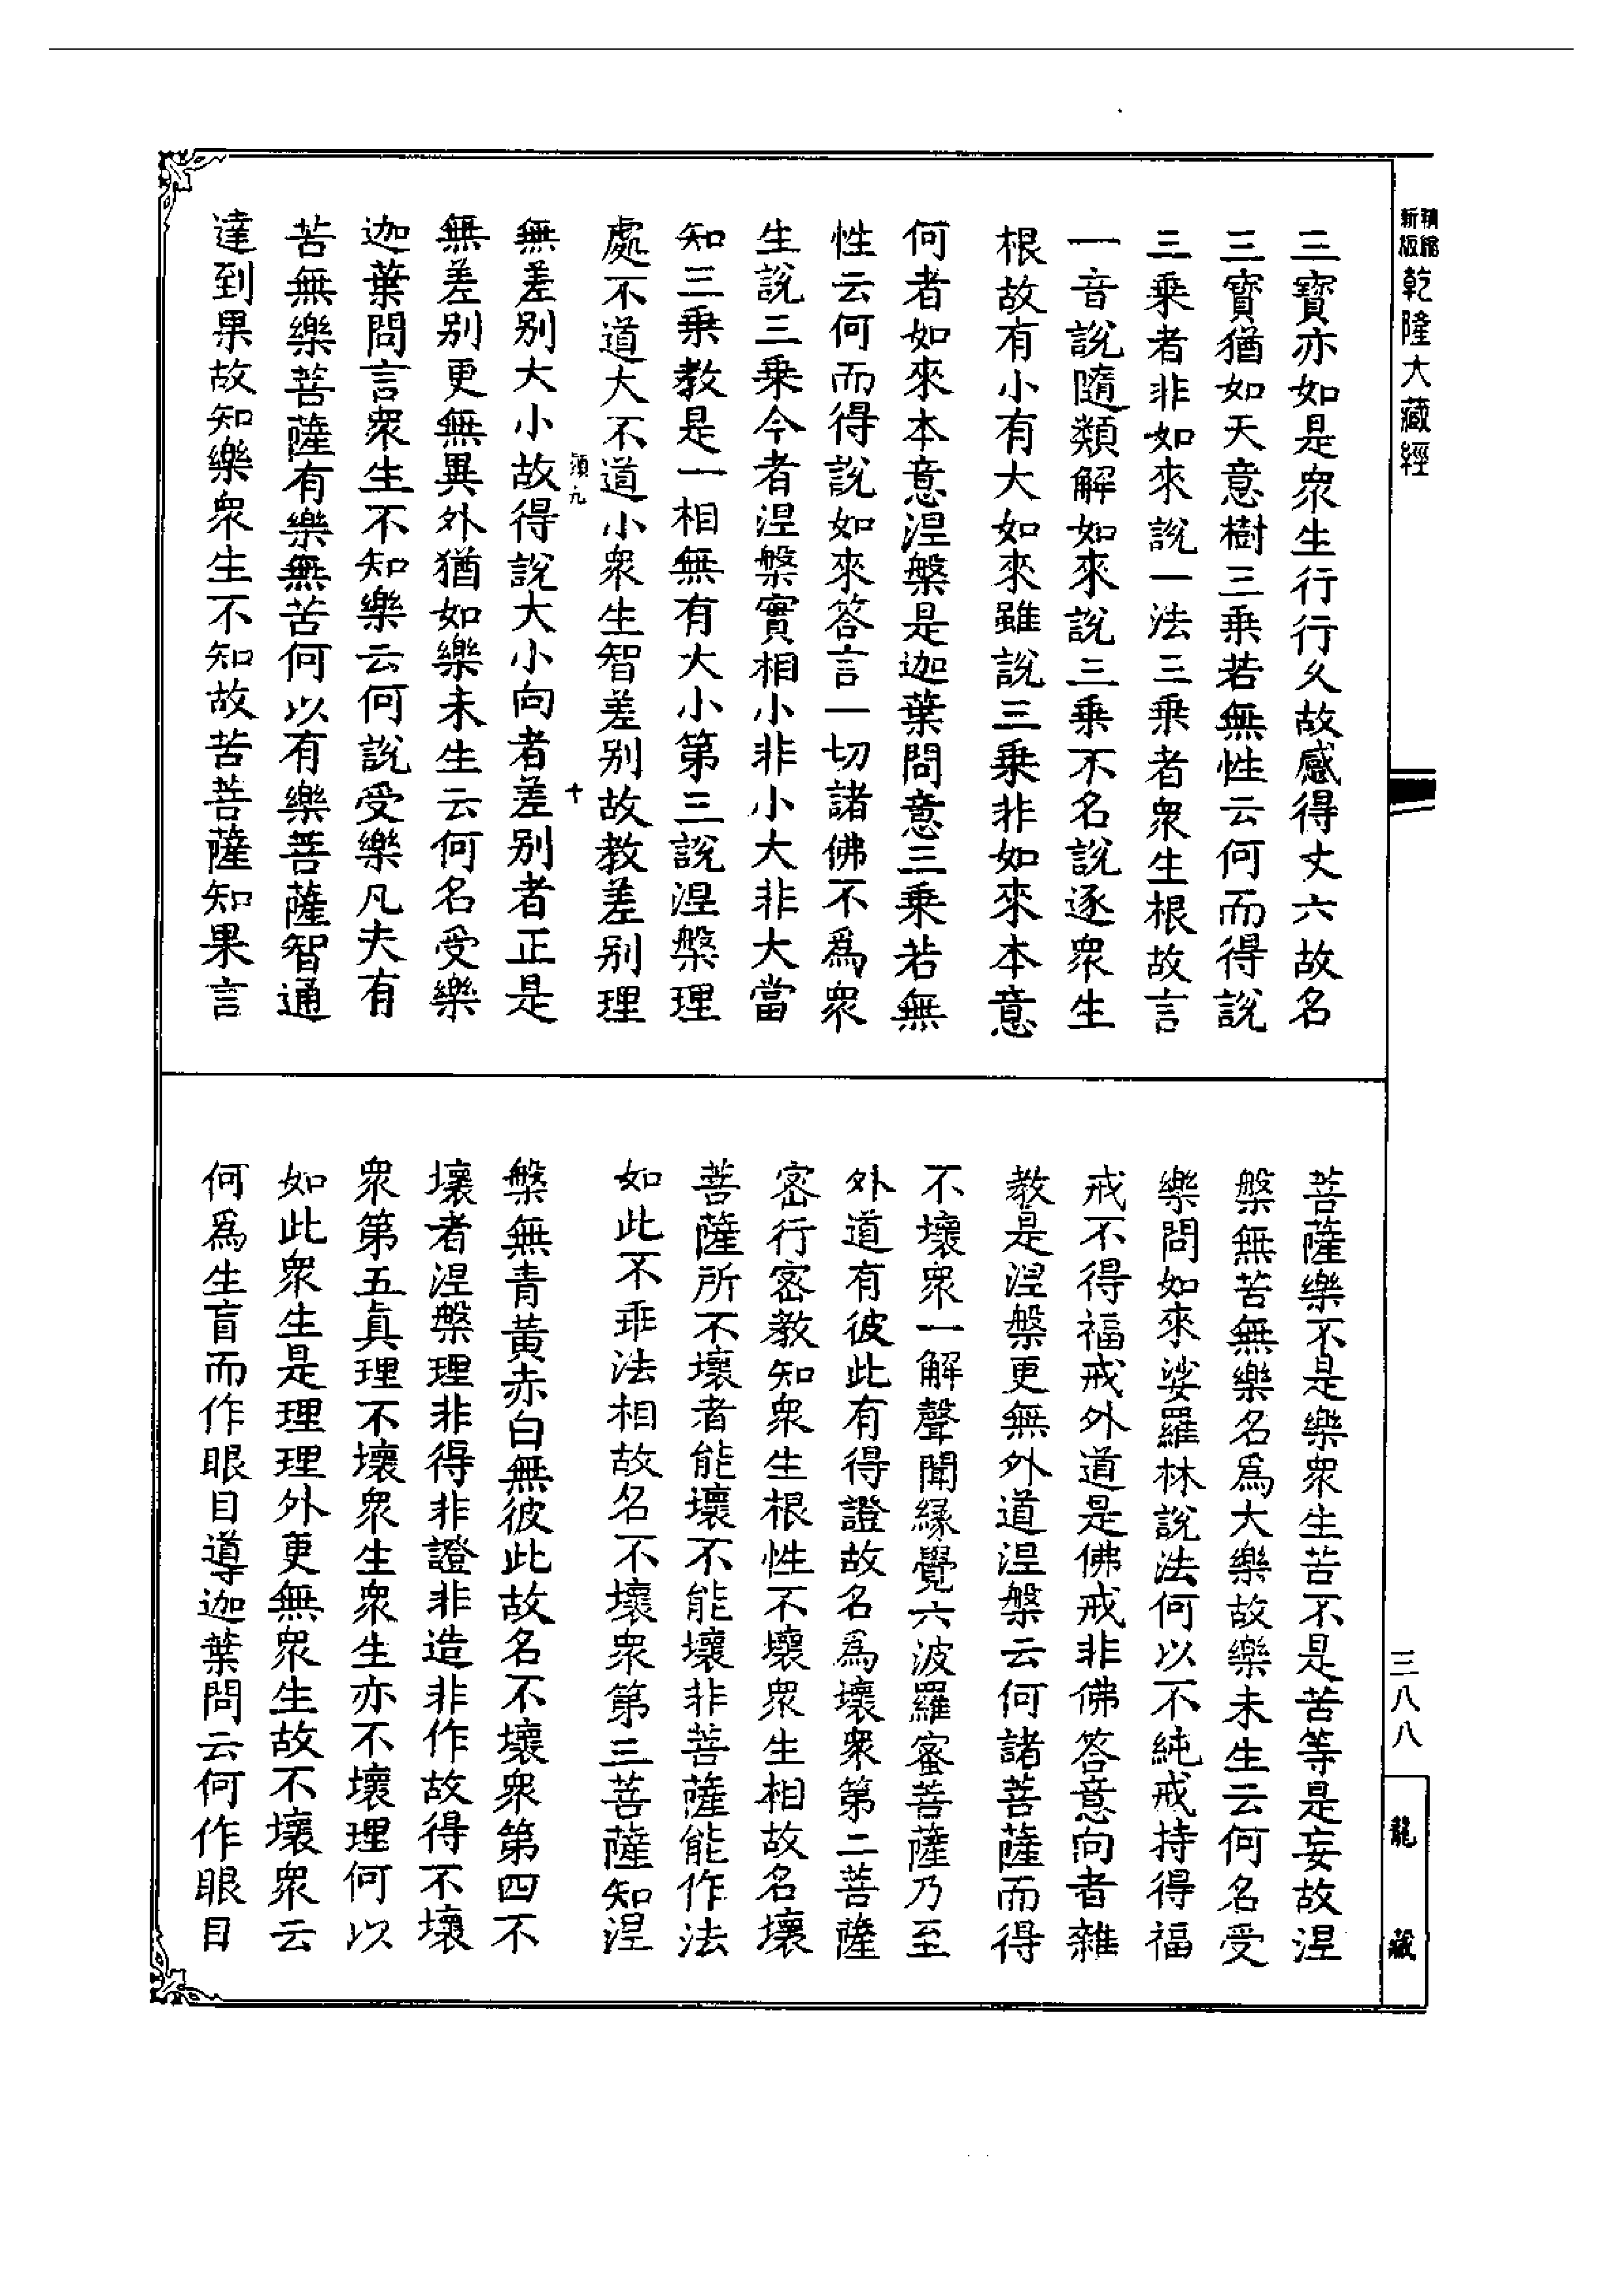 精縮新版乾隆大藏經
三寶亦如是衆生行行久故感得丈六故名
三寶猶如天意樹三乗若無性云何而得說
三乗者非如來說一法三乗者衆生根故言
一音說隨類解如來說三乗不名說逐衆生
根故有小有大如來雖說三乗非如來本意
何者如來本意涅槃是迦葉問意三乗若無
性云何而得說如來答言一切諸佛不爲衆
生說三乗今者涅槃實相小非小大非大當
知三乗教是一相無有大小第三說涅槃理
處不道大不道小衆生智差别故教差别理
無差别大小故得說大小向者差别者正是
無差别更無異外猶如樂未生云何名受樂
迦葉問言衆生不知樂云何說受樂凡夫有
苦無樂菩薩有樂無苦何以有樂菩薩智通
達到果故知樂衆生不知故苦菩薩知果言
菩薩樂不是樂衆生苦不是苦等是妄故涅
槃無苦無樂名爲大樂故樂未生云何名受
樂問如來娑羅林說法何以不純戒持得福
戒不得福戒外道是佛戒非佛答意向者雜
教是涅槃更無外道涅槃云何諸菩薩而得
不壞衆一解聲聞緣覺六波羅蜜菩薩乃至
外道有彼此有得證故名爲壞衆第二菩薩
密行密教知衆生根性不壞衆生相故名壞
菩薩所不壞者能壞不能壞非菩薩能作法
如此不乖法相故名不壞衆第三菩薩知涅
槃無青黃赤白無彼此故名不壞衆第四不
壞者涅槃理非得非證非造非作故得不壞
衆第五真理不壞衆生衆生亦不壞理何以
如此衆生是理理外更無衆生故不壞衆云
何爲生盲而作眼目導迦葉問云何作眼目
三八八
龍藏